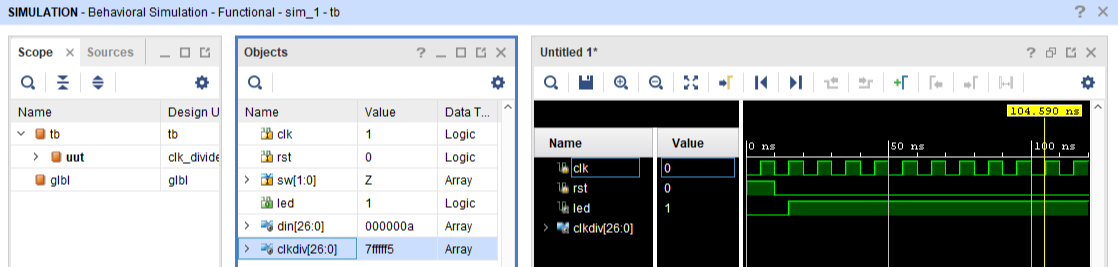 SIMULATION - Behavioral Simulation - Functional - sim_1 - tb
Scope Sources
Name Design U
tb tb
uut clk_divide
glbl glbl
Objects
Name Value Data T...
clk 1 Logic
rst 0 Logic
sw[1:0] Z Array
led 1 Logic
din[26:0] 000000a Array
clkdiv[26:0] 7fffff5 Array
Untitled 1*
104.590 ns
Name Value
0 ns 50 ns 100 ns
clk 0
rst 0
led 1
clkdiv[26:0]